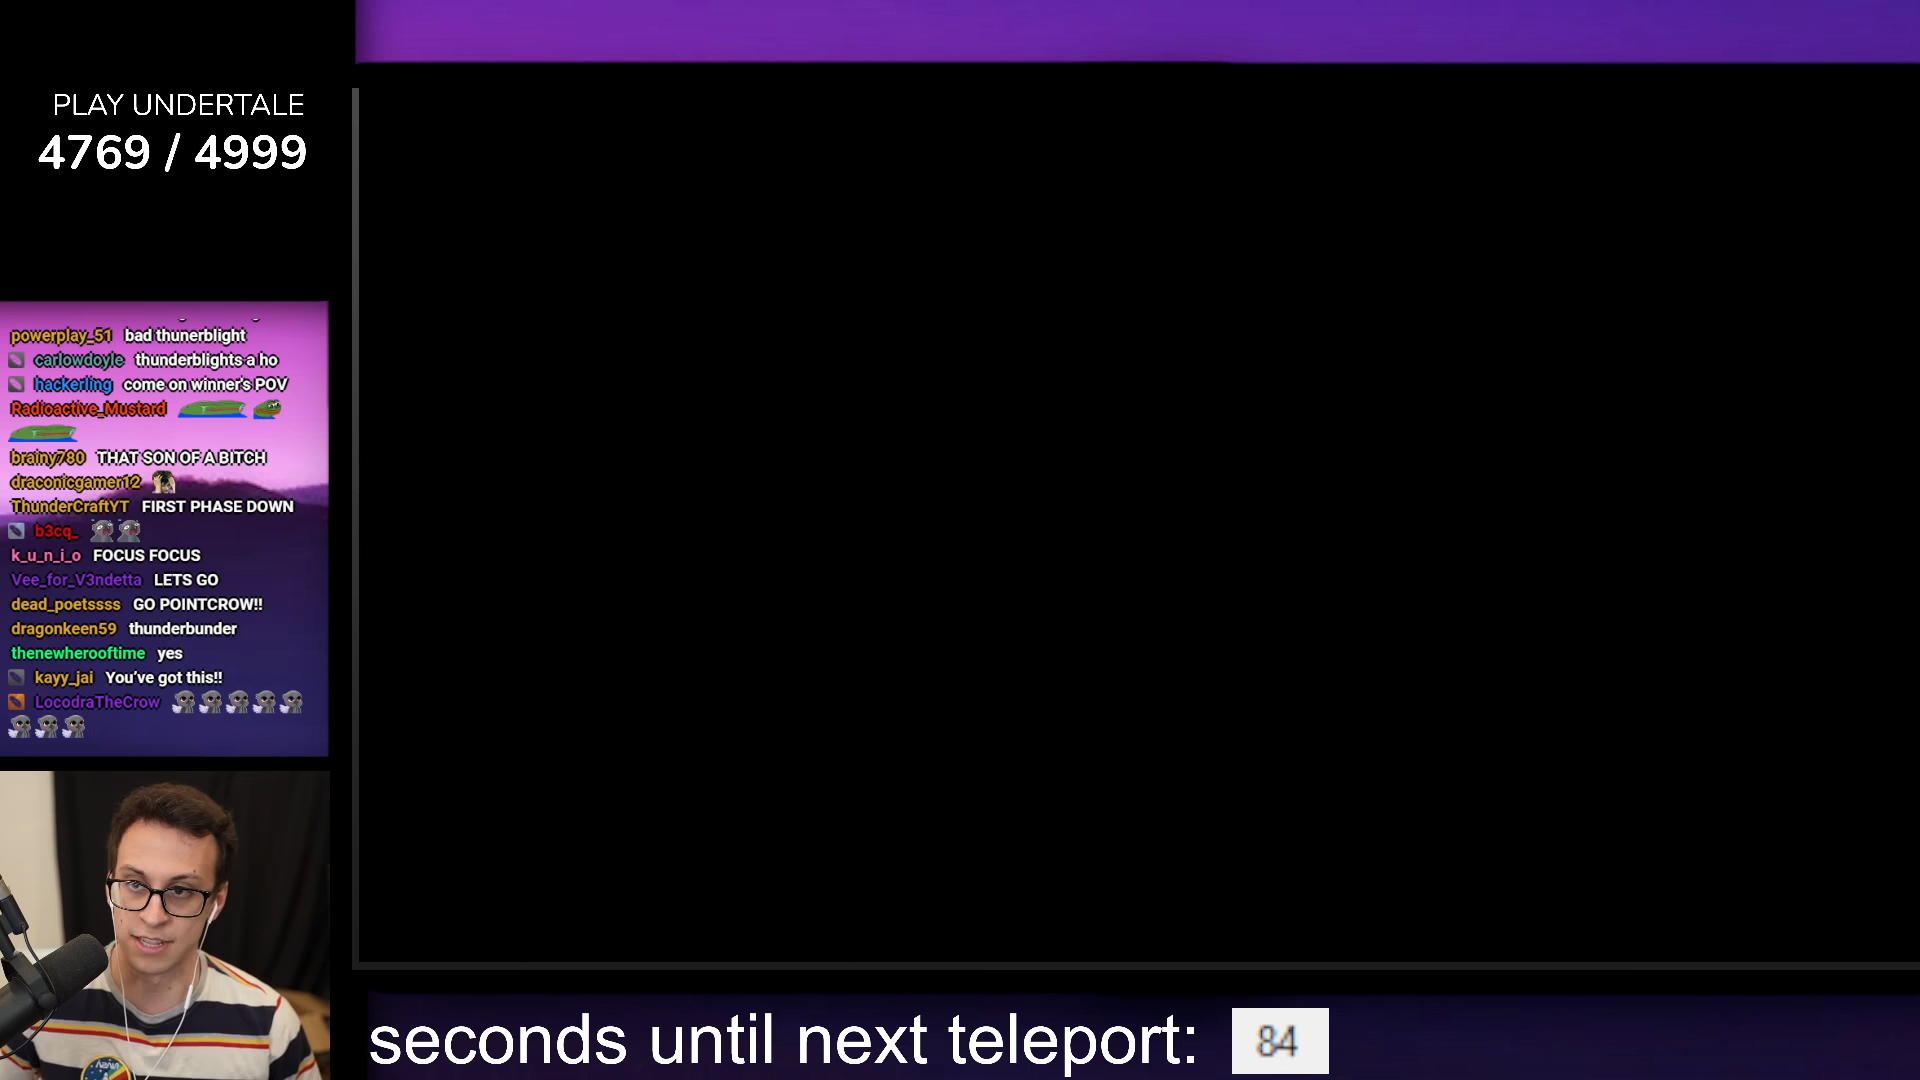 PLAY UNDERTALE
4769 / 4999
powerplay_51 bad thunerblight
carlowdoyle thunderblights a ho
hackerling come on winner's POV
Radioactive_Mustard
brainy780 THAT SON OF A BITCH
draconicgamer12
ThunderCraftYT FIRST PHASE DOWN
b3cq_
k_u_n_i_o FOCUS FOCUS
Vee_for_V3ndetta LETS GO
dead_poetssss GO POINTCROW!!
dragonkeen59 thunderbunder
thenewherooftime yes
kayy_jai You've got this!!
LocodraTheCrow
seconds until next teleport: 84